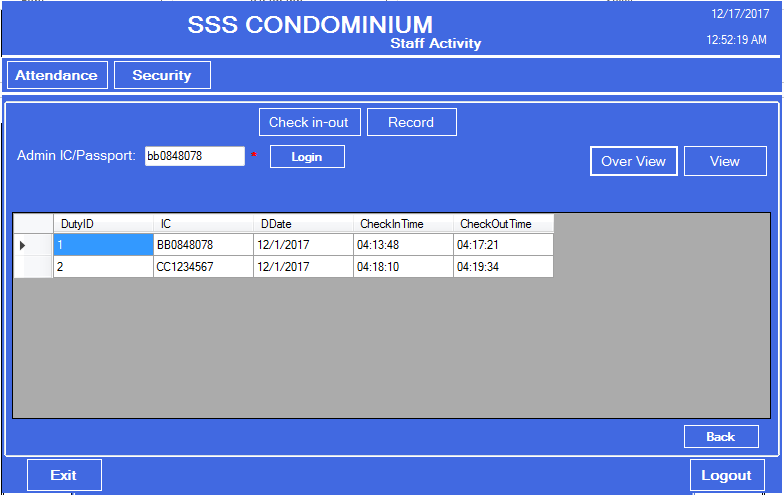 SSS CONDOMINIUM
12/17/2017
Staff Activity
12:52:19 AM
Attendance Security
Check in-out Record
Admin IC/Passport: bb0848078 * Login
Over View View
DutyID IC DDate CheckInTime CheckOutTime
1 BB0848078 12/1/2017 04:13:48 04:17:21
2 CC1234567 12/1/2017 04:18:10 04:19:34
Back
Exit Logout